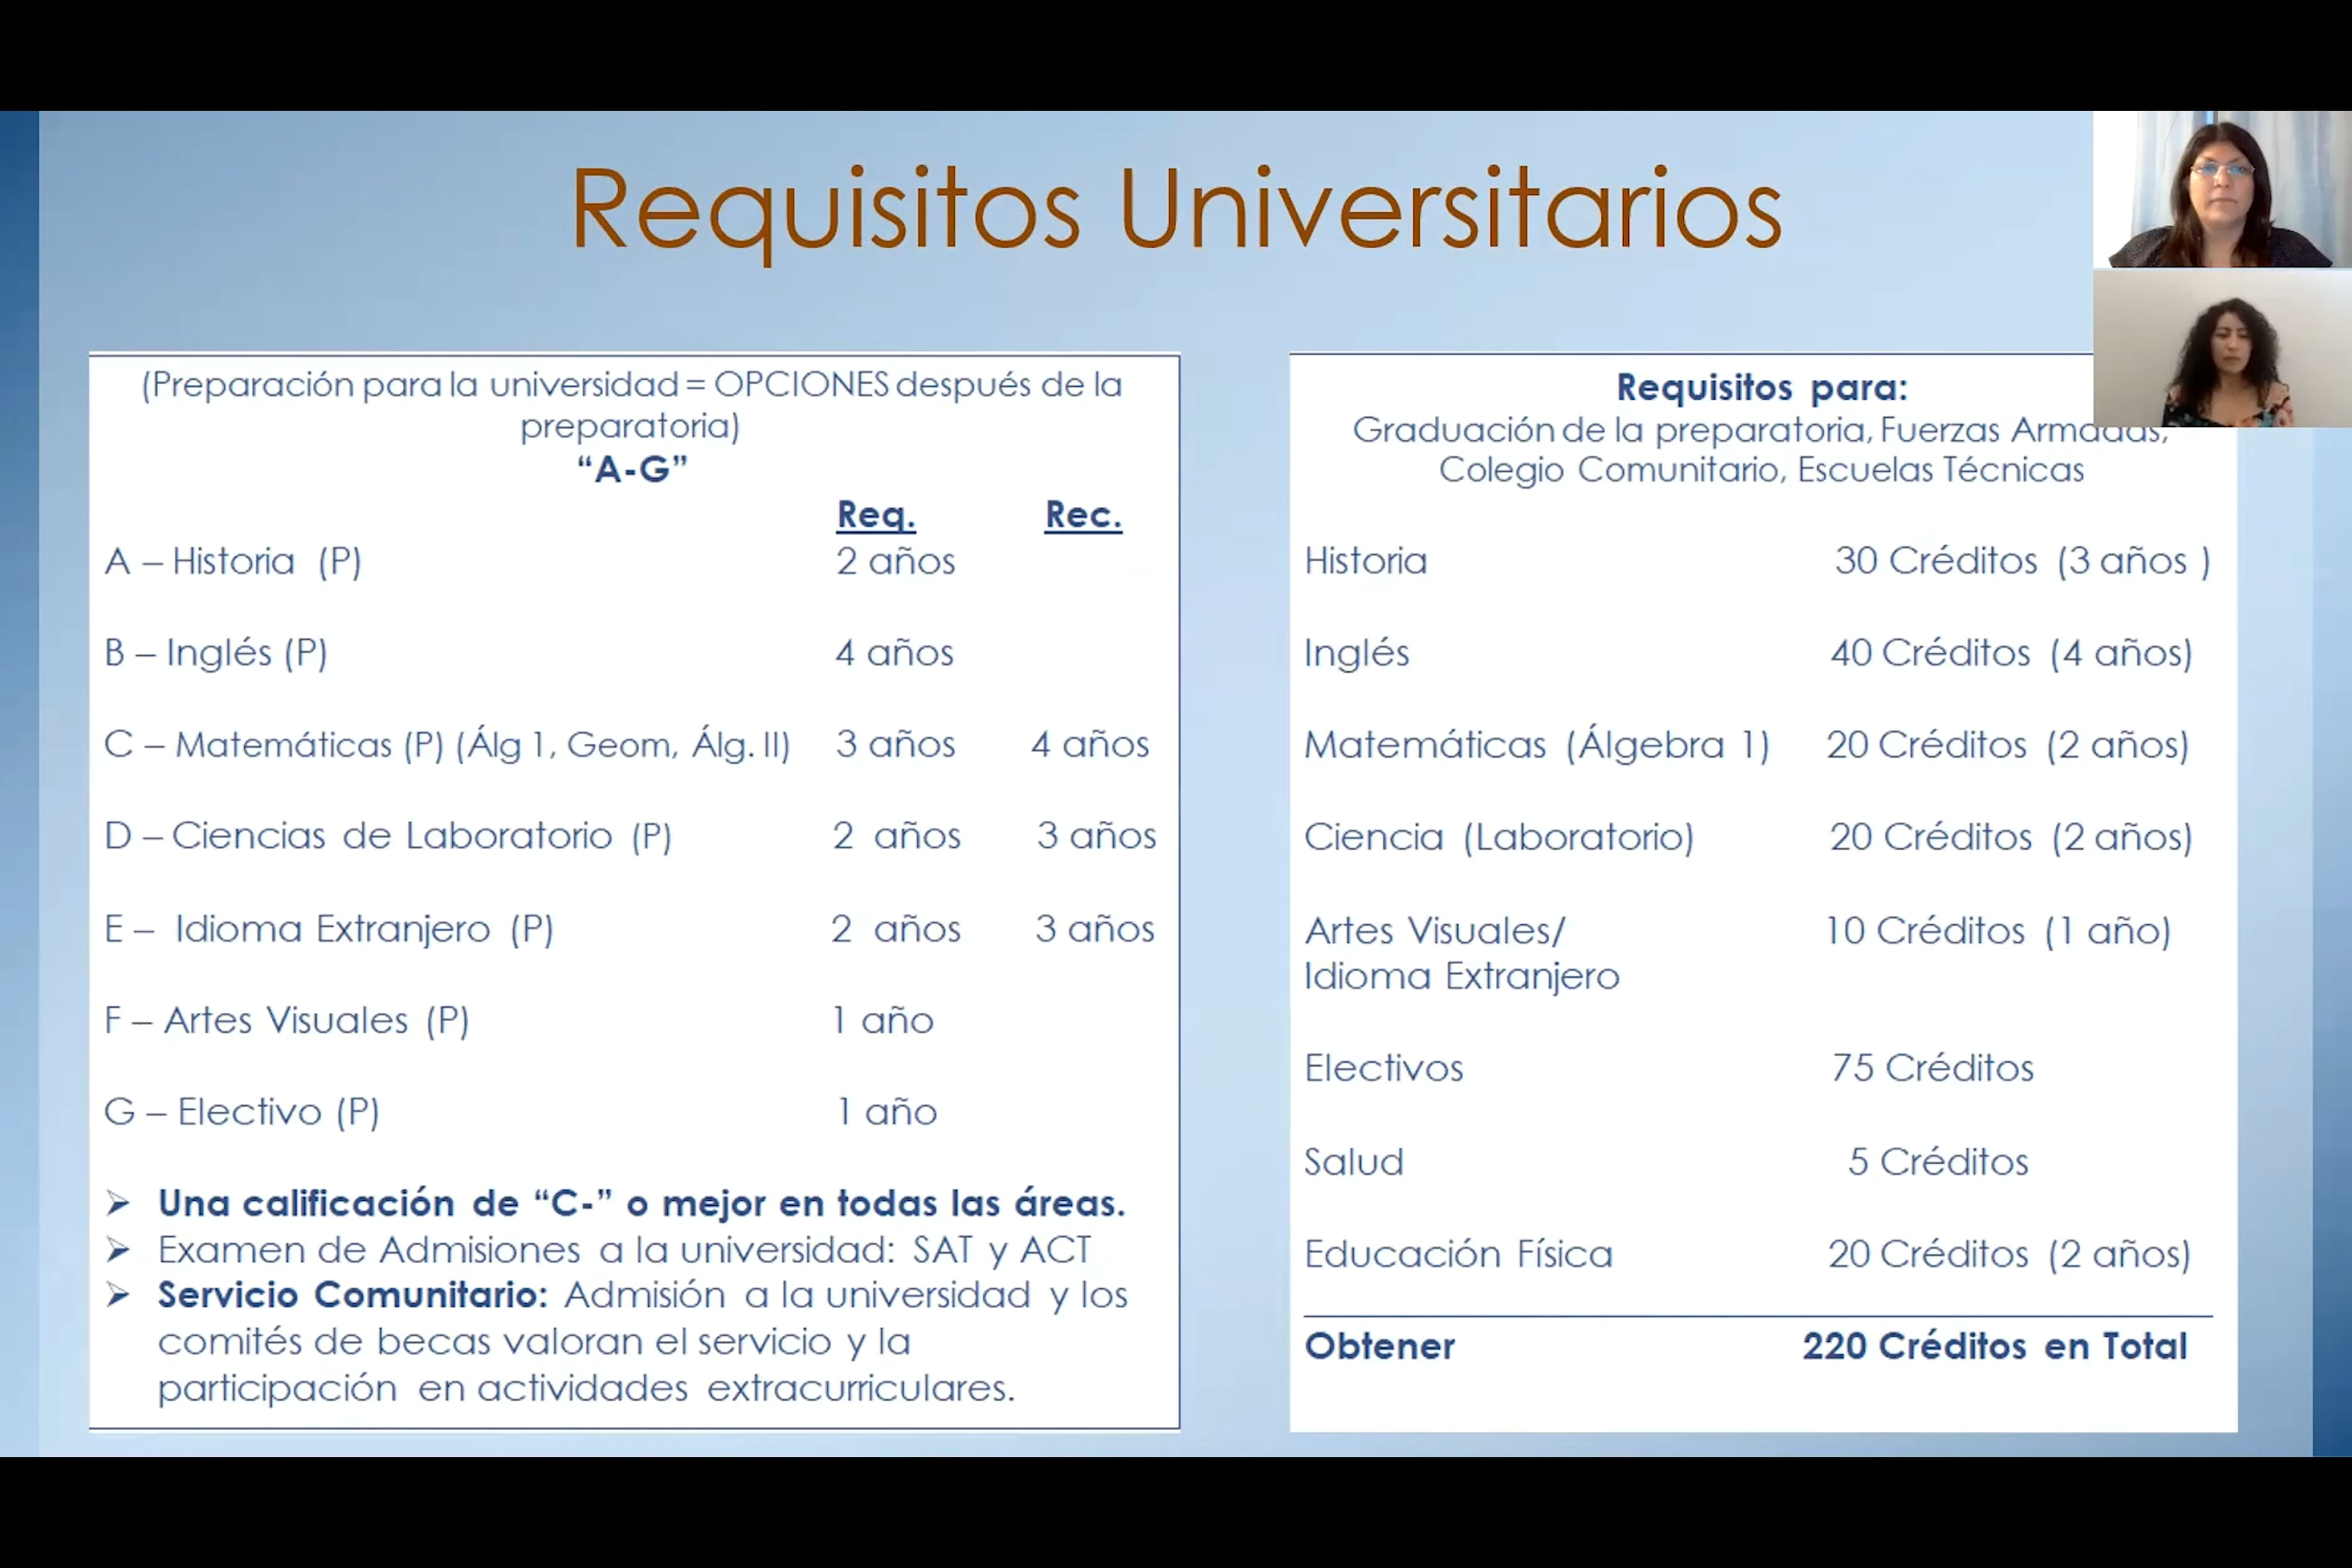 Requisitos Universitarios
(Preparación para la universidad = OPCIONES después de la
preparatoria)
“A-G”
Req. Rec.
A – Historia (P) 2 años
B – Inglés (P) 4 años
C – Matemáticas (P) (Álg 1, Geom, Álg. II) 3 años 4 años
D – Ciencias de Laboratorio (P) 2 años 3 años
E – Idioma Extranjero (P) 2 años 3 años
F – Artes Visuales (P) 1 año
G – Electivo (P) 1 año
➢ Una calificación de “C-” o mejor en todas las áreas.
➢ Examen de Admisiones a la universidad: SAT y ACT
➢ Servicio Comunitario: Admisión a la universidad y los
comités de becas valoran el servicio y la
participación en actividades extracurriculares.
Requisitos para:
Graduación de la preparatoria, Fuerzas Armadas,
Colegio Comunitario, Escuelas Técnicas
Historia 30 Créditos (3 años )
Inglés 40 Créditos (4 años)
Matemáticas (Álgebra 1) 20 Créditos (2 años)
Ciencia (Laboratorio) 20 Créditos (2 años)
Artes Visuales/ 10 Créditos (1 año)
Idioma Extranjero
Electivos 75 Créditos
Salud 5 Créditos
Educación Física 20 Créditos (2 años)
Obtener 220 Créditos en Total